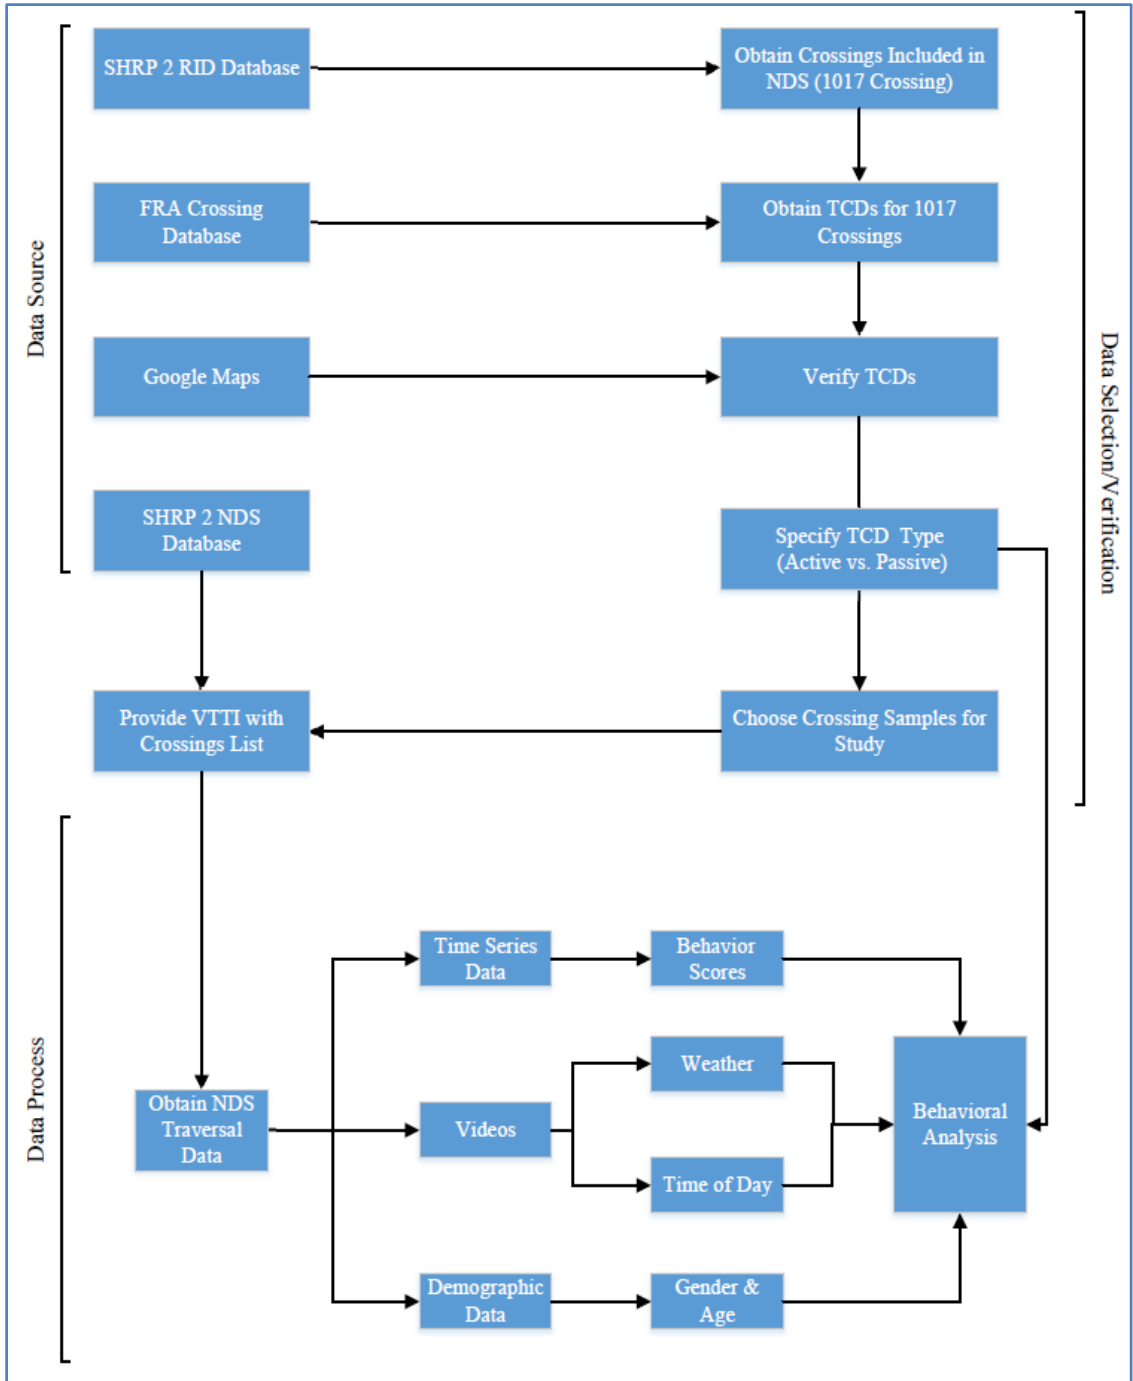 SHRP 2 RID Database
Obtain Crossings Included in
NDS (1017 Crossing)
FRA Crossing
Database
Obtain TCDs for 1017
Crossings
Data Source
Google Maps
Verify TCDs
Data Selection/Verification
SHRP 2 NDS
Database
Specify TCD Type
(Active vs. Passive)
Provide VTTI with
Crossings List
Choose Crossing Samples for
Study
Data Process
Time Series
Data
Behavior
Scores
Weather
Obtain NDS
Traversal
Data
Videos
Behavioral
Analysis
Time of Day
Demographic
Data
Gender &
Age